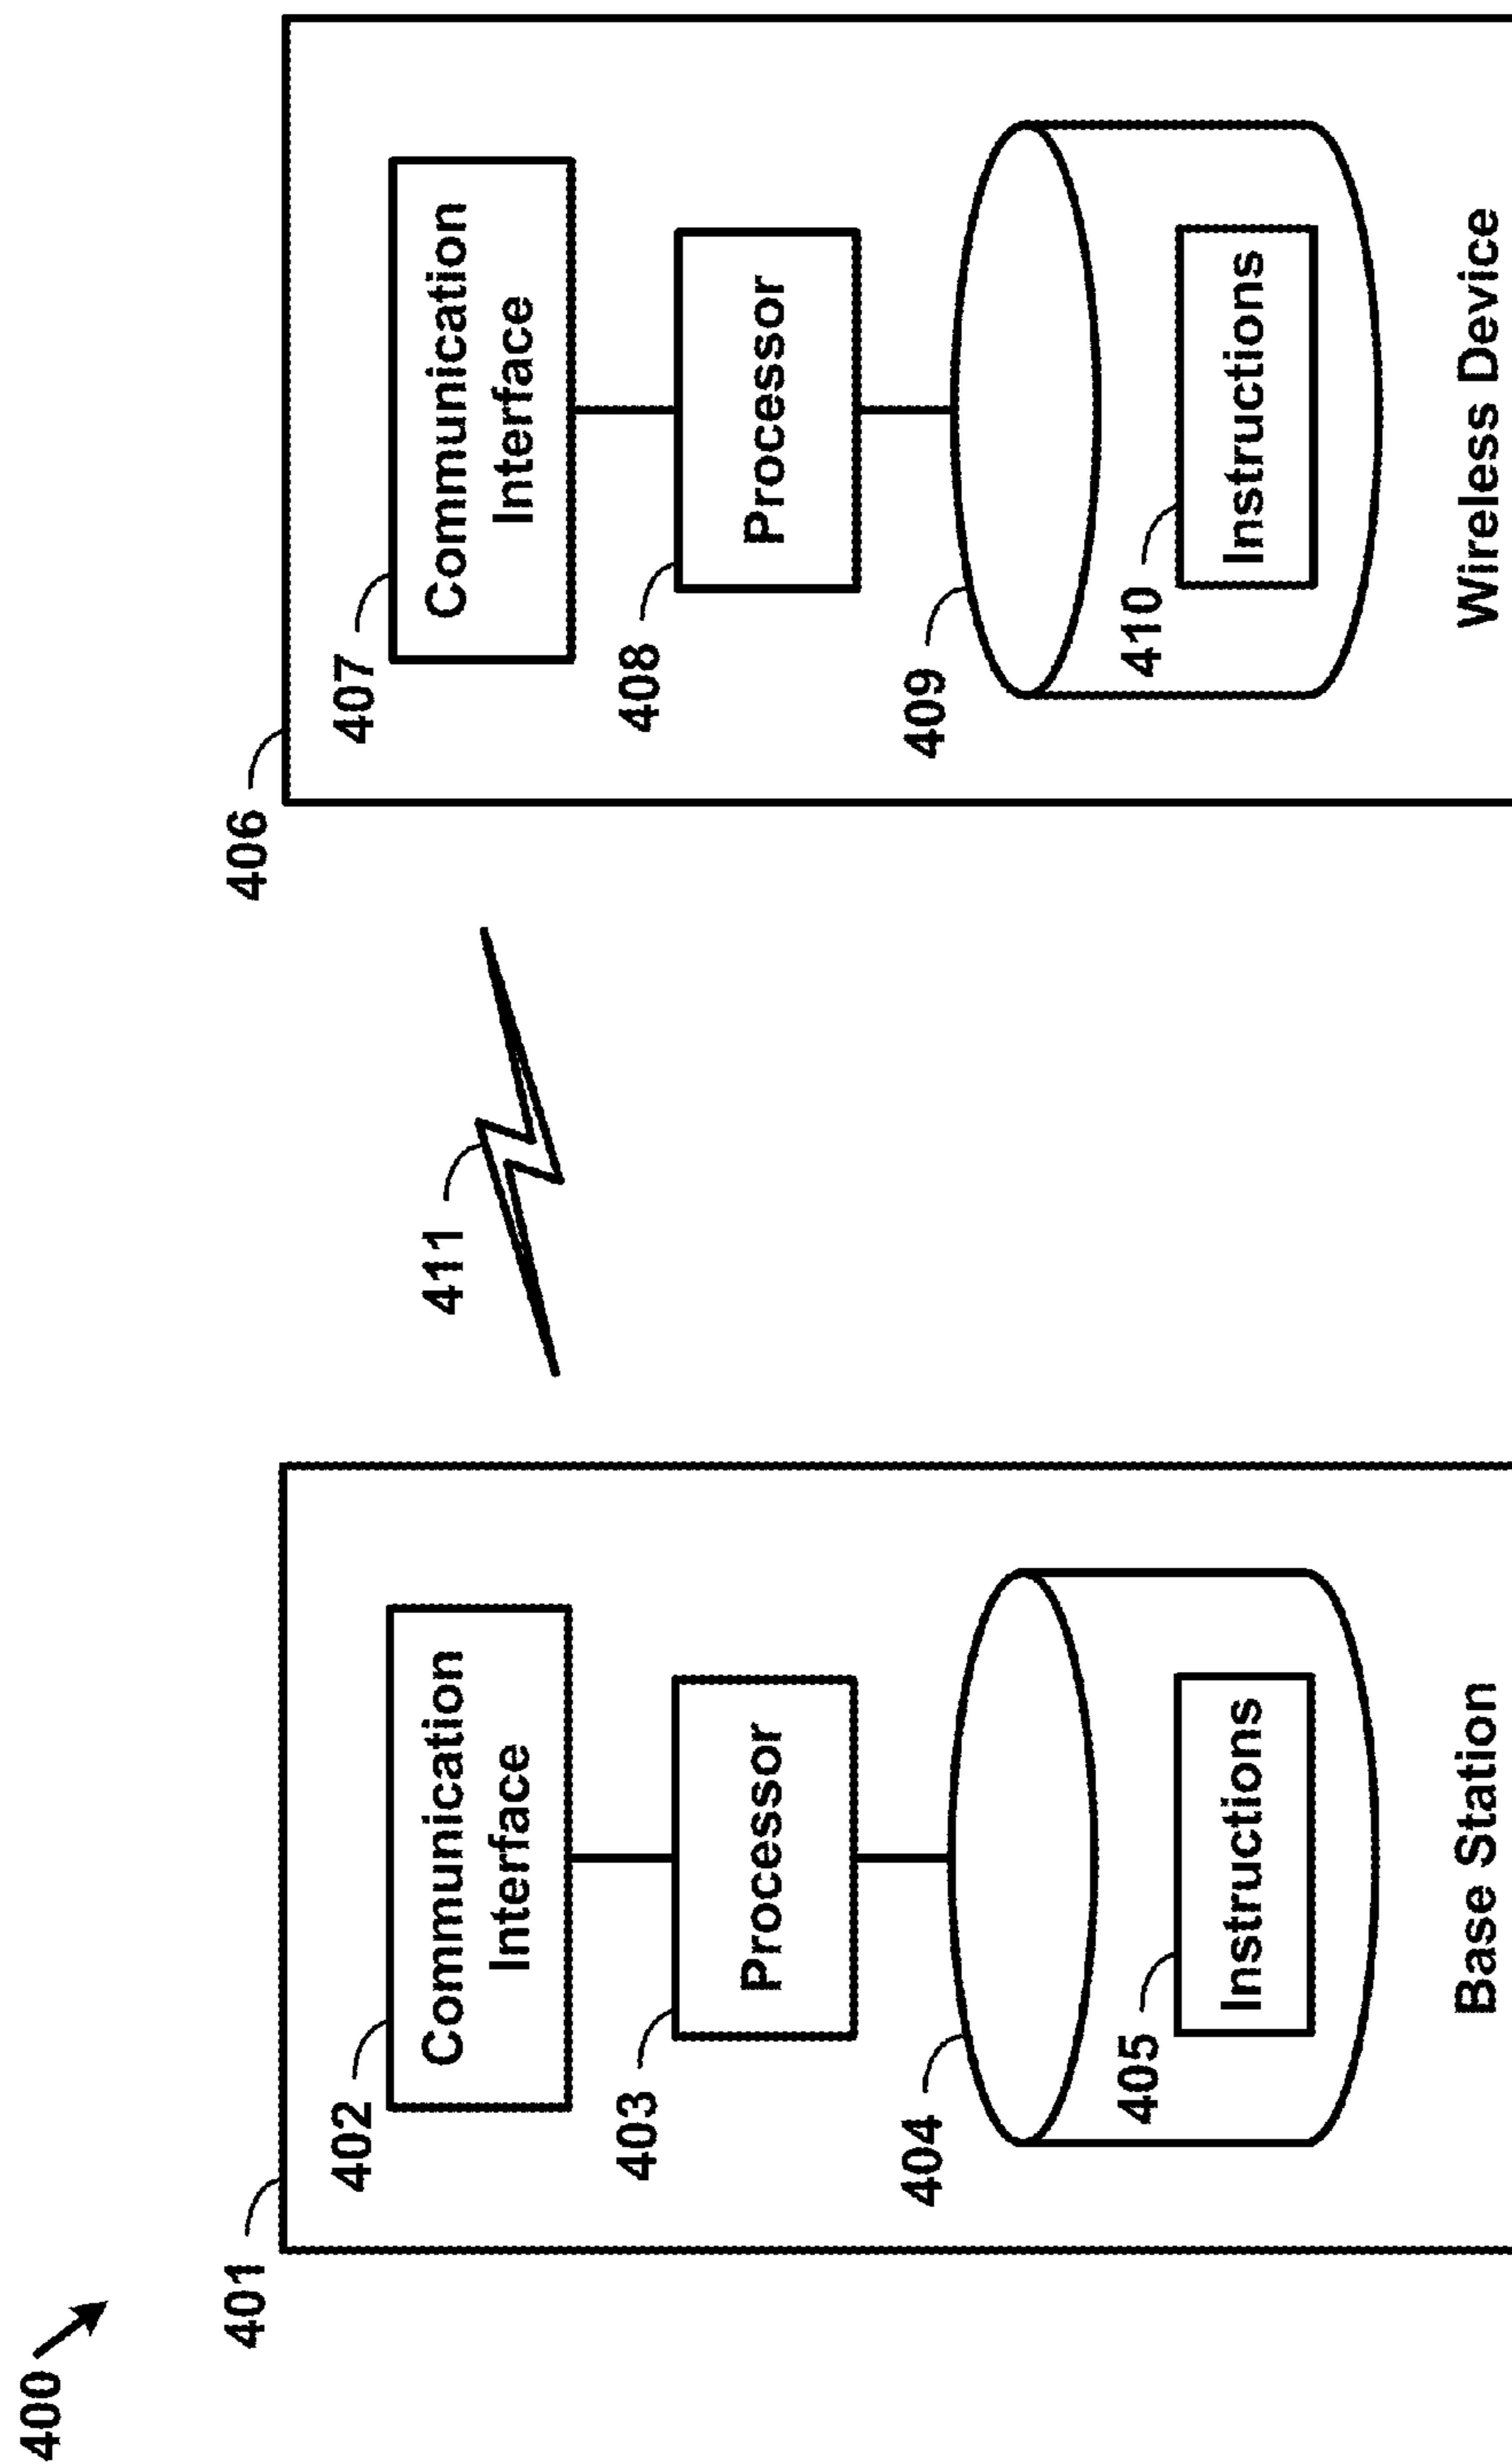 400
401
402
Communication
Interface
403
Processor
404
405
Instructions
Base Station
411
406
407
Communication
Interface
408
Processor
409
410
Instructions
Wireless Device